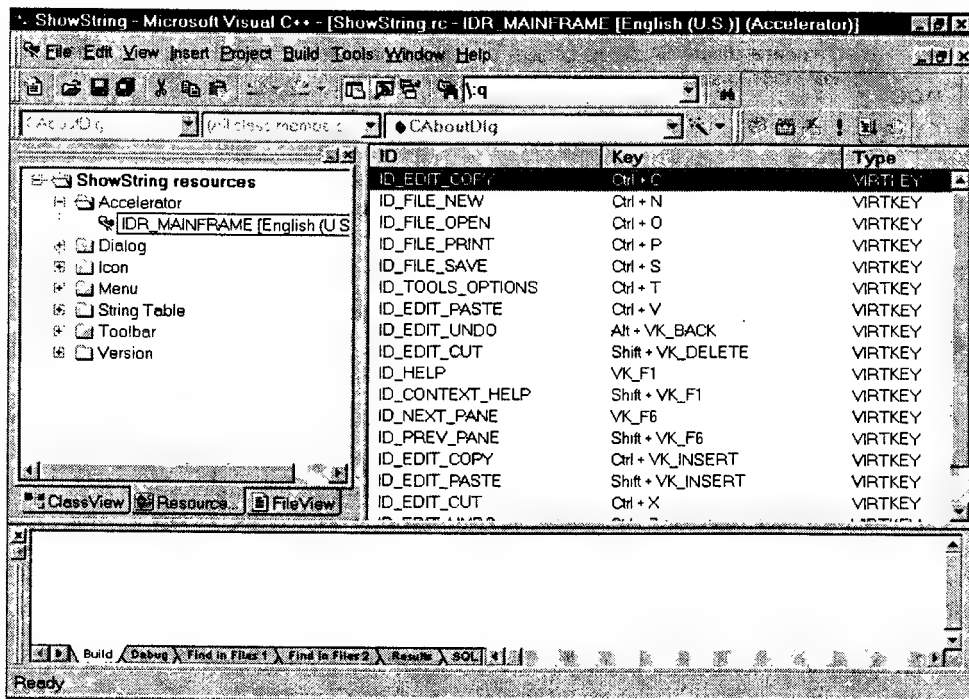 ShowString - Microsoft Visual C++ - [ShowString rc - IDR_MAINFRAME [English (U.S.)] (Accelerator)]
File Edit View Insert Project Build Tools Window Help
\:q
CAboutDlg
CAboutDlg
ShowString resources
Accelerator
IDR_MAINFRAME [English (U S
Dialog
Icon
Menu
String Table
Toolbar
Version
ClassView Resource... FileView
ID Key Type
ID_EDIT_COPY Ctrl + C VIRTKEY
ID_FILE_NEW Ctrl + N VIRTKEY
ID_FILE_OPEN Ctrl + O VIRTKEY
ID_FILE_PRINT Ctrl + P VIRTKEY
ID_FILE_SAVE Ctrl + S VIRTKEY
ID_TOOLS_OPTIONS Ctrl + T VIRTKEY
ID_EDIT_PASTE Ctrl + V VIRTKEY
ID_EDIT_UNDO Alt + VK_BACK VIRTKEY
ID_EDIT_CUT Shift + VK_DELETE VIRTKEY
ID_HELP VK_F1 VIRTKEY
ID_CONTEXT_HELP Shift + VK_F1 VIRTKEY
ID_NEXT_PANE VK_F6 VIRTKEY
ID_PREV_PANE Shift + VK_F6 VIRTKEY
ID_EDIT_COPY Ctrl + VK_INSERT VIRTKEY
ID_EDIT_PASTE Shift + VK_INSERT VIRTKEY
ID_EDIT_CUT Ctrl + X VIRTKEY
Build Debug Find in Files 1 Find in Files 2 Results SQL
Ready